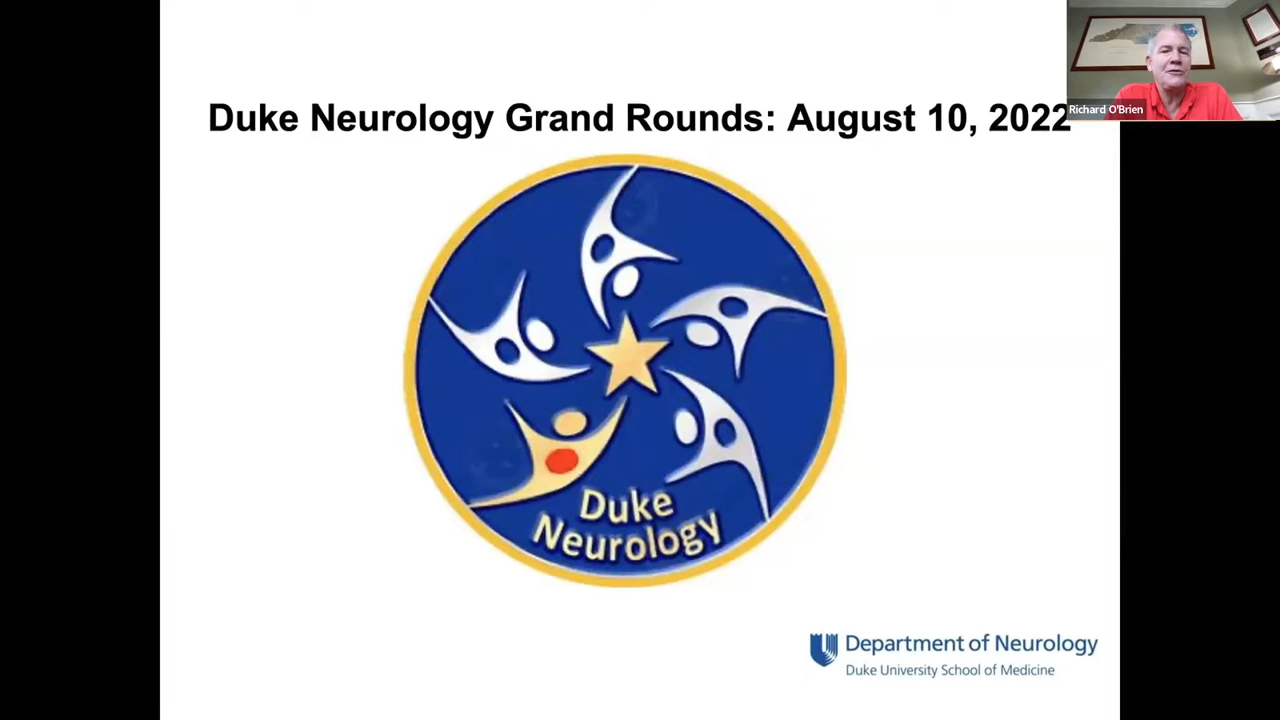 Duke Neurology Grand Rounds: August 10, 2022
Richard O'Brien
Duke
Neurology
Department of Neurology
Duke University School of Medicine